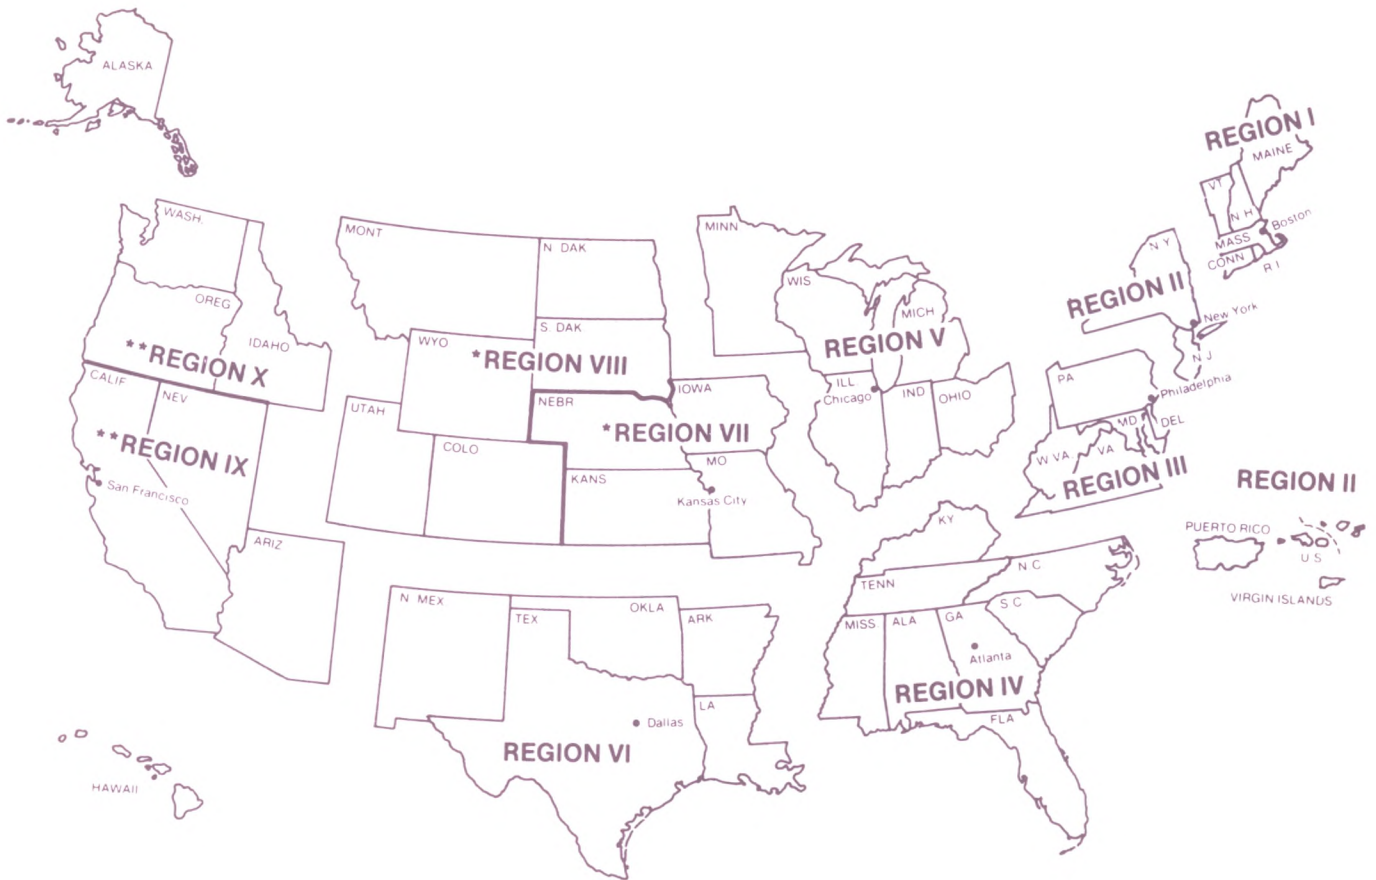 ALASKA
REGION I
MAINE
VT
N H
Boston
MASS
CONN
R I
WASH.
MONT
N DAK
MINN
N Y
OREG
WIS
REGION II
IDAHO
S. DAK
MICH
New York
**REGION X
WYO
*REGION VIII
REGION V
N J
CALIF
NEV
UTAH
NEBR
IOWA
ILL.
Chicago
IND
OHIO
PA
Philadelphia
**REGION IX
COLO
*REGION VII
MD
DEL
W VA
VA
San Francisco
KANS
MO
Kansas City
REGION III
REGION II
ARIZ
KY
PUERTO RICO
U S
VIRGIN ISLANDS
N MEX
TEX
OKLA
ARK
TENN
N C
S C
MISS.
ALA
GA
Atlanta
LA
Dallas
REGION IV
FLA
REGION VI
HAWAII